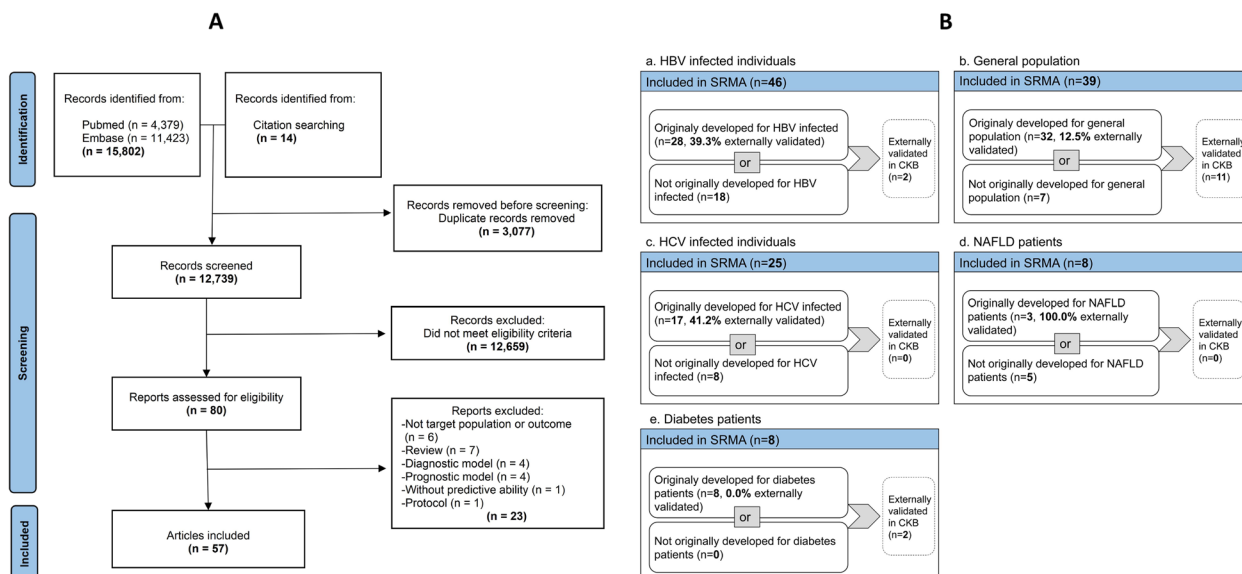 A
Identification
Records identified from:
Pubmed (n = 4,379)
Embase (n = 11,423)
(n = 15,802)
Records identified from:
Citation searching
(n = 14)
Records removed before screening:
Duplicate records removed
(n = 3,077)
Screening
Records screened
(n = 12,739)
Records excluded:
Did not meet eligibility criteria
(n = 12,659)
Reports assessed for eligibility
(n = 80)
Reports excluded:
-Not target population or outcome
(n = 6)
-Review (n = 7)
-Diagnostic model (n = 4)
-Prognostic model (n = 4)
-Without predictive ability (n = 1)
-Protocol (n = 1)
(n = 23)
Included
Articles included
(n = 57)
B
a. HBV infected individuals
Included in SRMA (n=46)
Originaly developed for HBV infected
(n=28, 39.3% externally validated)
or
Not originally developed for HBV
infected (n=18)
Externally
validated
in CKB
(n=2)
b. General population
Included in SRMA (n=39)
Originaly developed for general
population (n=32, 12.5% externally
validated)
or
Not originally developed for general
population (n=7)
Externally
validated
in CKB
(n=11)
c. HCV infected individuals
Included in SRMA (n=25)
Originally developed for HCV infected
(n=17, 41.2% externally validated)
or
Not originally developed for HCV
infected (n=8)
Externally
validated
in CKB
(n=0)
d. NAFLD patients
Included in SRMA (n=8)
Originally developed for NAFLD
patients (n=3, 100.0% externally
validated)
or
Not originally developed for NAFLD
patients (n=5)
Externally
validated
in CKB
(n=0)
e. Diabetes patients
Included in SRMA (n=8)
Originaly developed for diabetes
patients (n=8, 0.0% externally
validated)
or
Not originally developed for diabetes
patients (n=0)
Externally
validated
in CKB
(n=2)